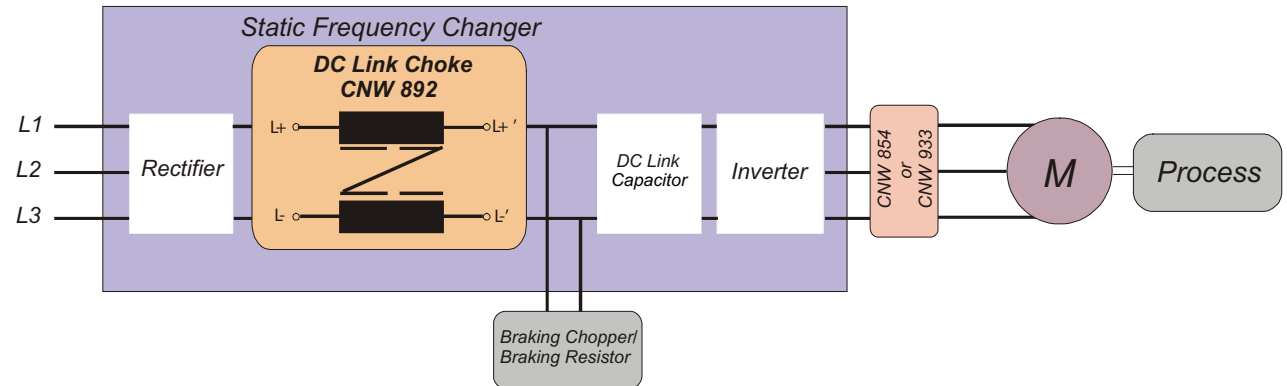 Static Frequency Changer
DC Link Choke
CNW 892
L1
L2
L3
Rectifier
L+
L+ '
L-
L-'
DC Link
Capacitor
Inverter
CNW 854
or
CNW 933
M
Process
Braking Chopper/
Braking Resistor